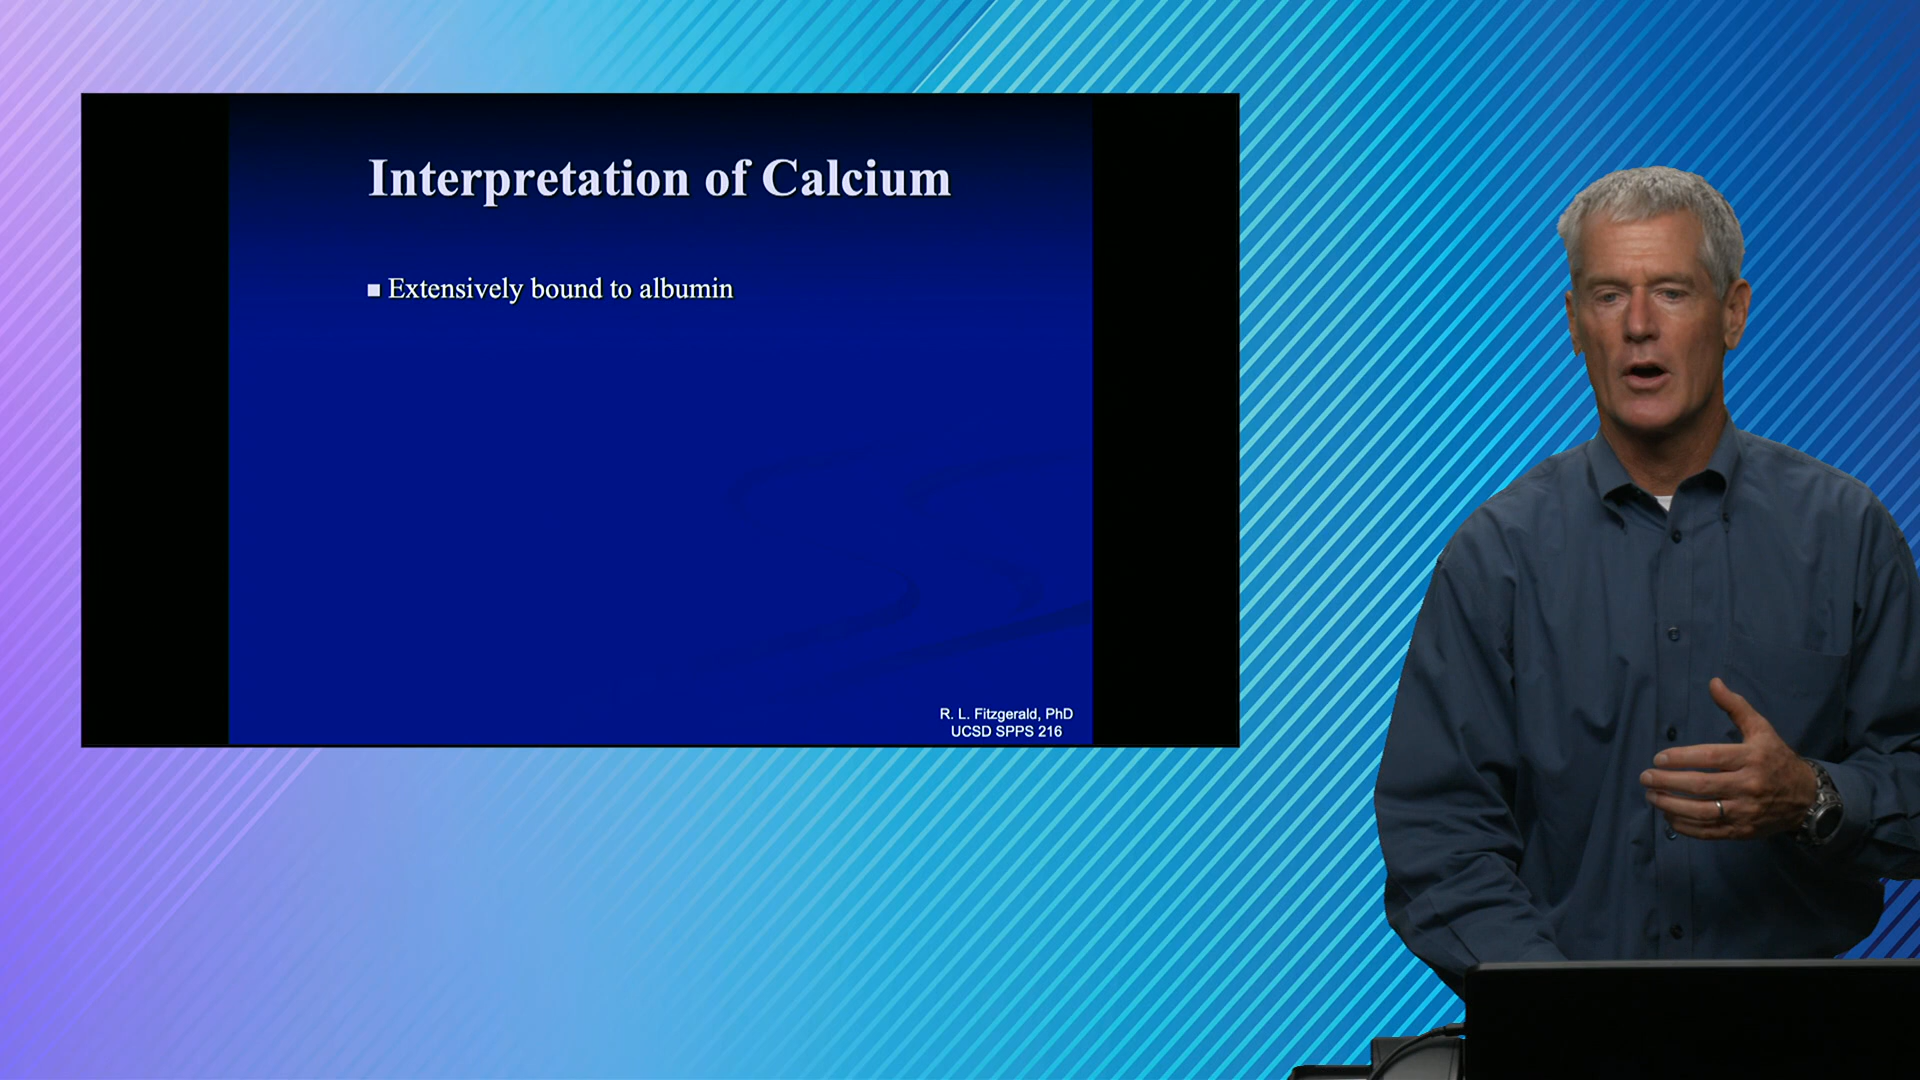 Interpretation of Calcium
■ Extensively bound to albumin
R. L. Fitzgerald, PhD
UCSD SPPS 216